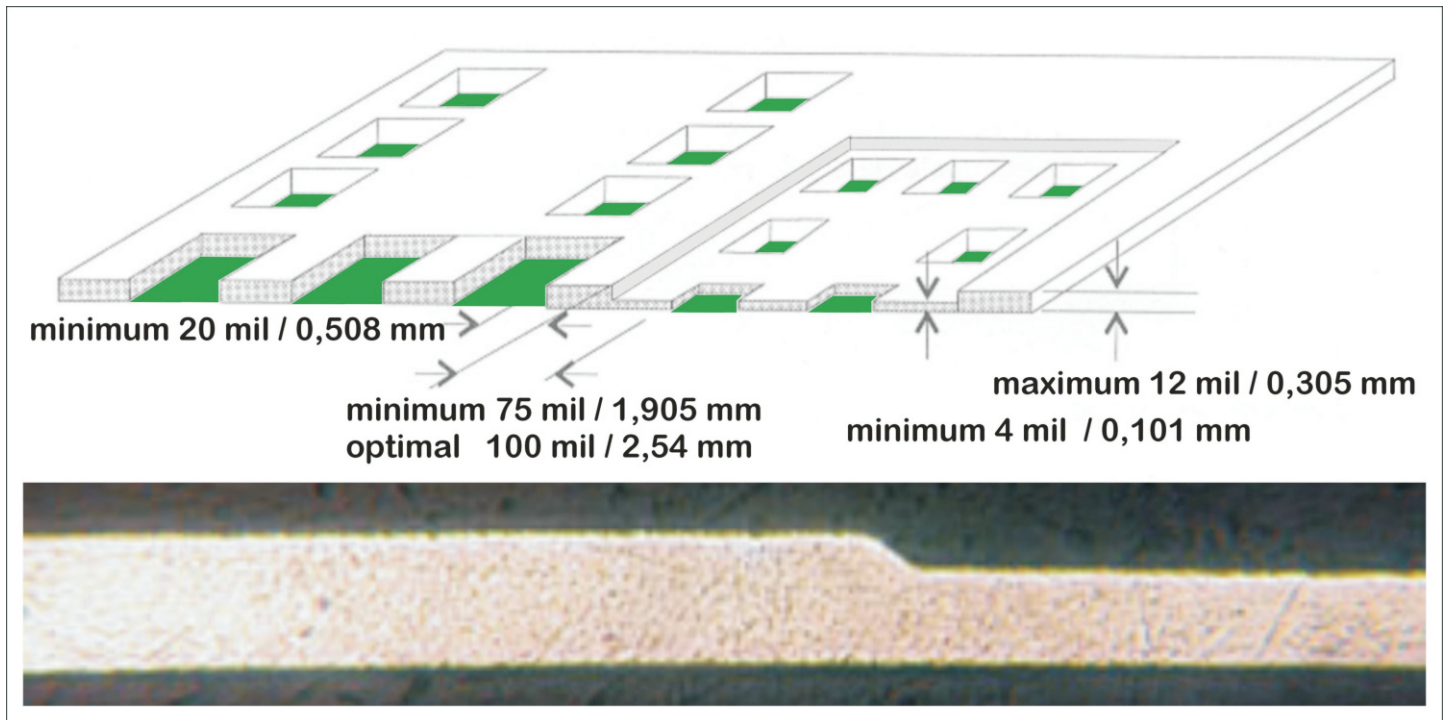 minimum 20 mil / 0,508 mm
minimum 75 mil / 1,905 mm
optimal 100 mil / 2,54 mm
maximum 12 mil / 0,305 mm
minimum 4 mil / 0,101 mm